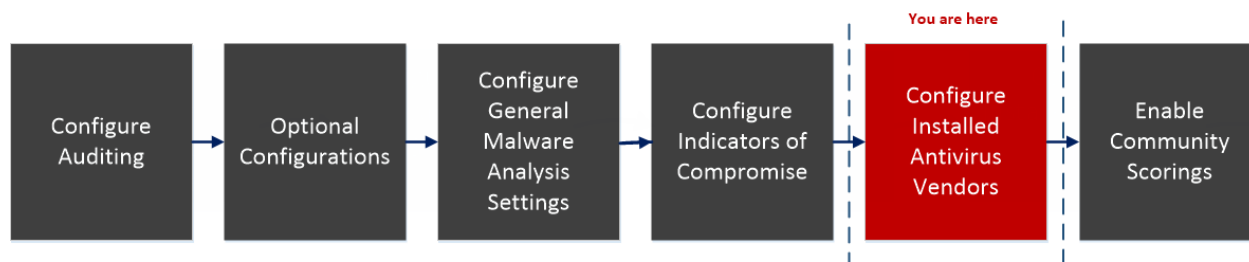 You are here
Configure
Auditing
Optional
Configurations
Configure
General
Malware
Analysis
Settings
Configure
Indicators of
Compromise
Configure
Installed
Antivirus
Vendors
Enable
Community
Scorings